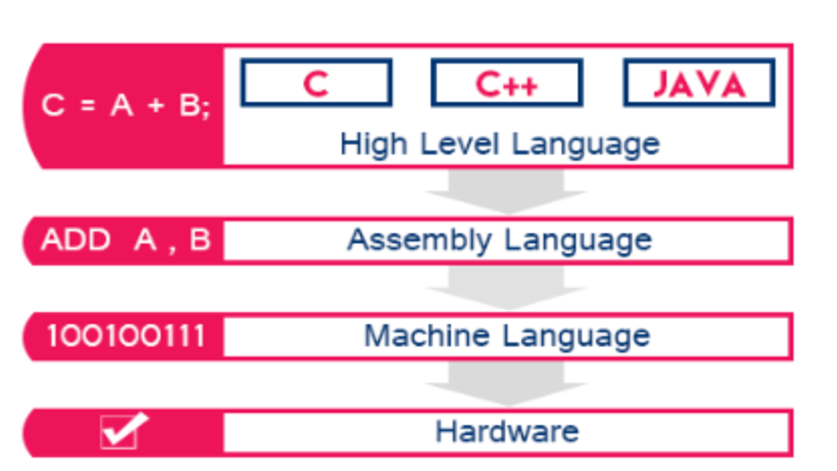 C = A + B;
C C++ JAVA
High Level Language
ADD A , B Assembly Language
100100111 Machine Language
Hardware